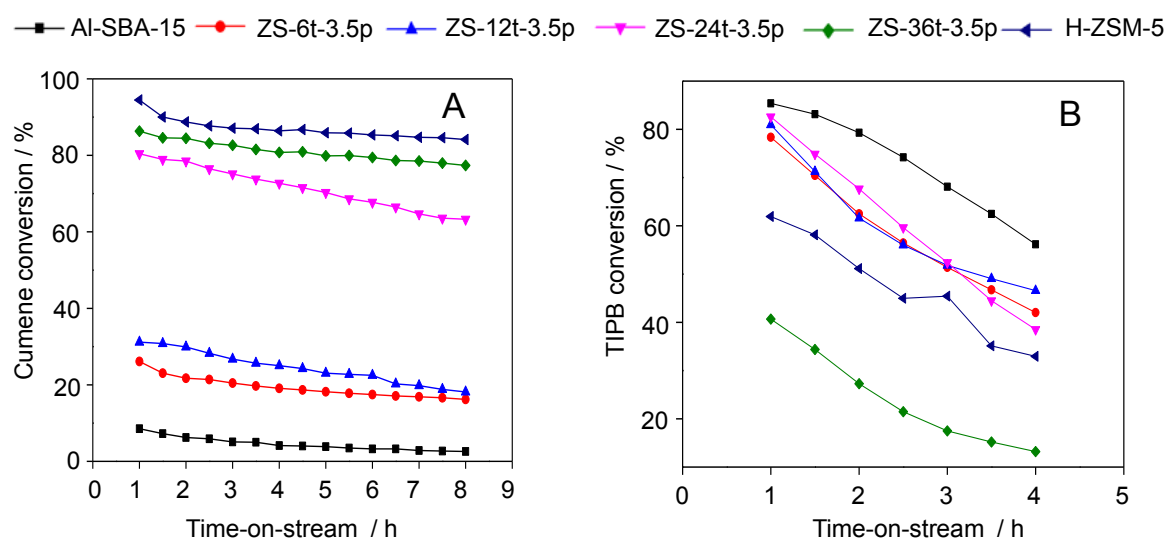 Al-SBA-15 ZS-6t-3.5p ZS-12t-3.5p ZS-24t-3.5p ZS-36t-3.5p H-ZSM-5
A
Cumene conversion / %
100
80
60
40
20
0
0 1 2 3 4 5 6 7 8 9
Time-on-stream / h
B
TIPB conversion / %
80
60
40
20
0 1 2 3 4 5
Time-on-stream / h